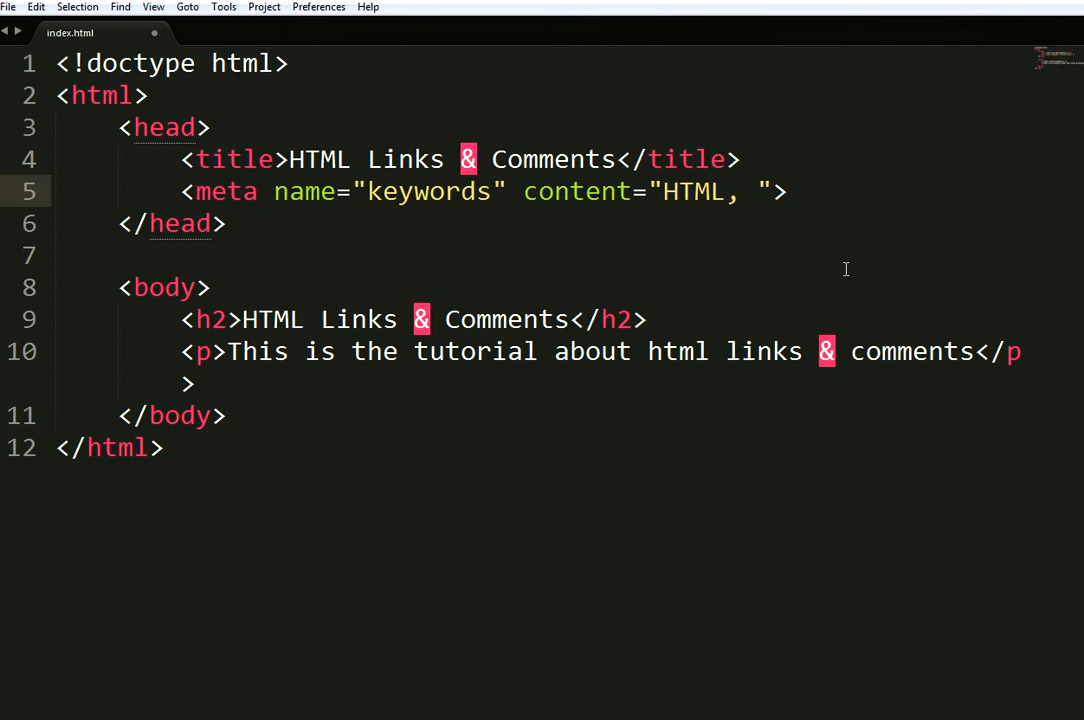 File Edit Selection Find View Goto Tools Project Preferences Help
index.html
1 <!doctype html>
2 <html>
3 <head>
4 <title>HTML Links & Comments</title>
5 <meta name="keywords" content="HTML, ">
6 </head>
7
8 <body>
9 <h2>HTML Links & Comments</h2>
10 <p>This is the tutorial about html links & comments</p
>
11 </body>
12 </html>